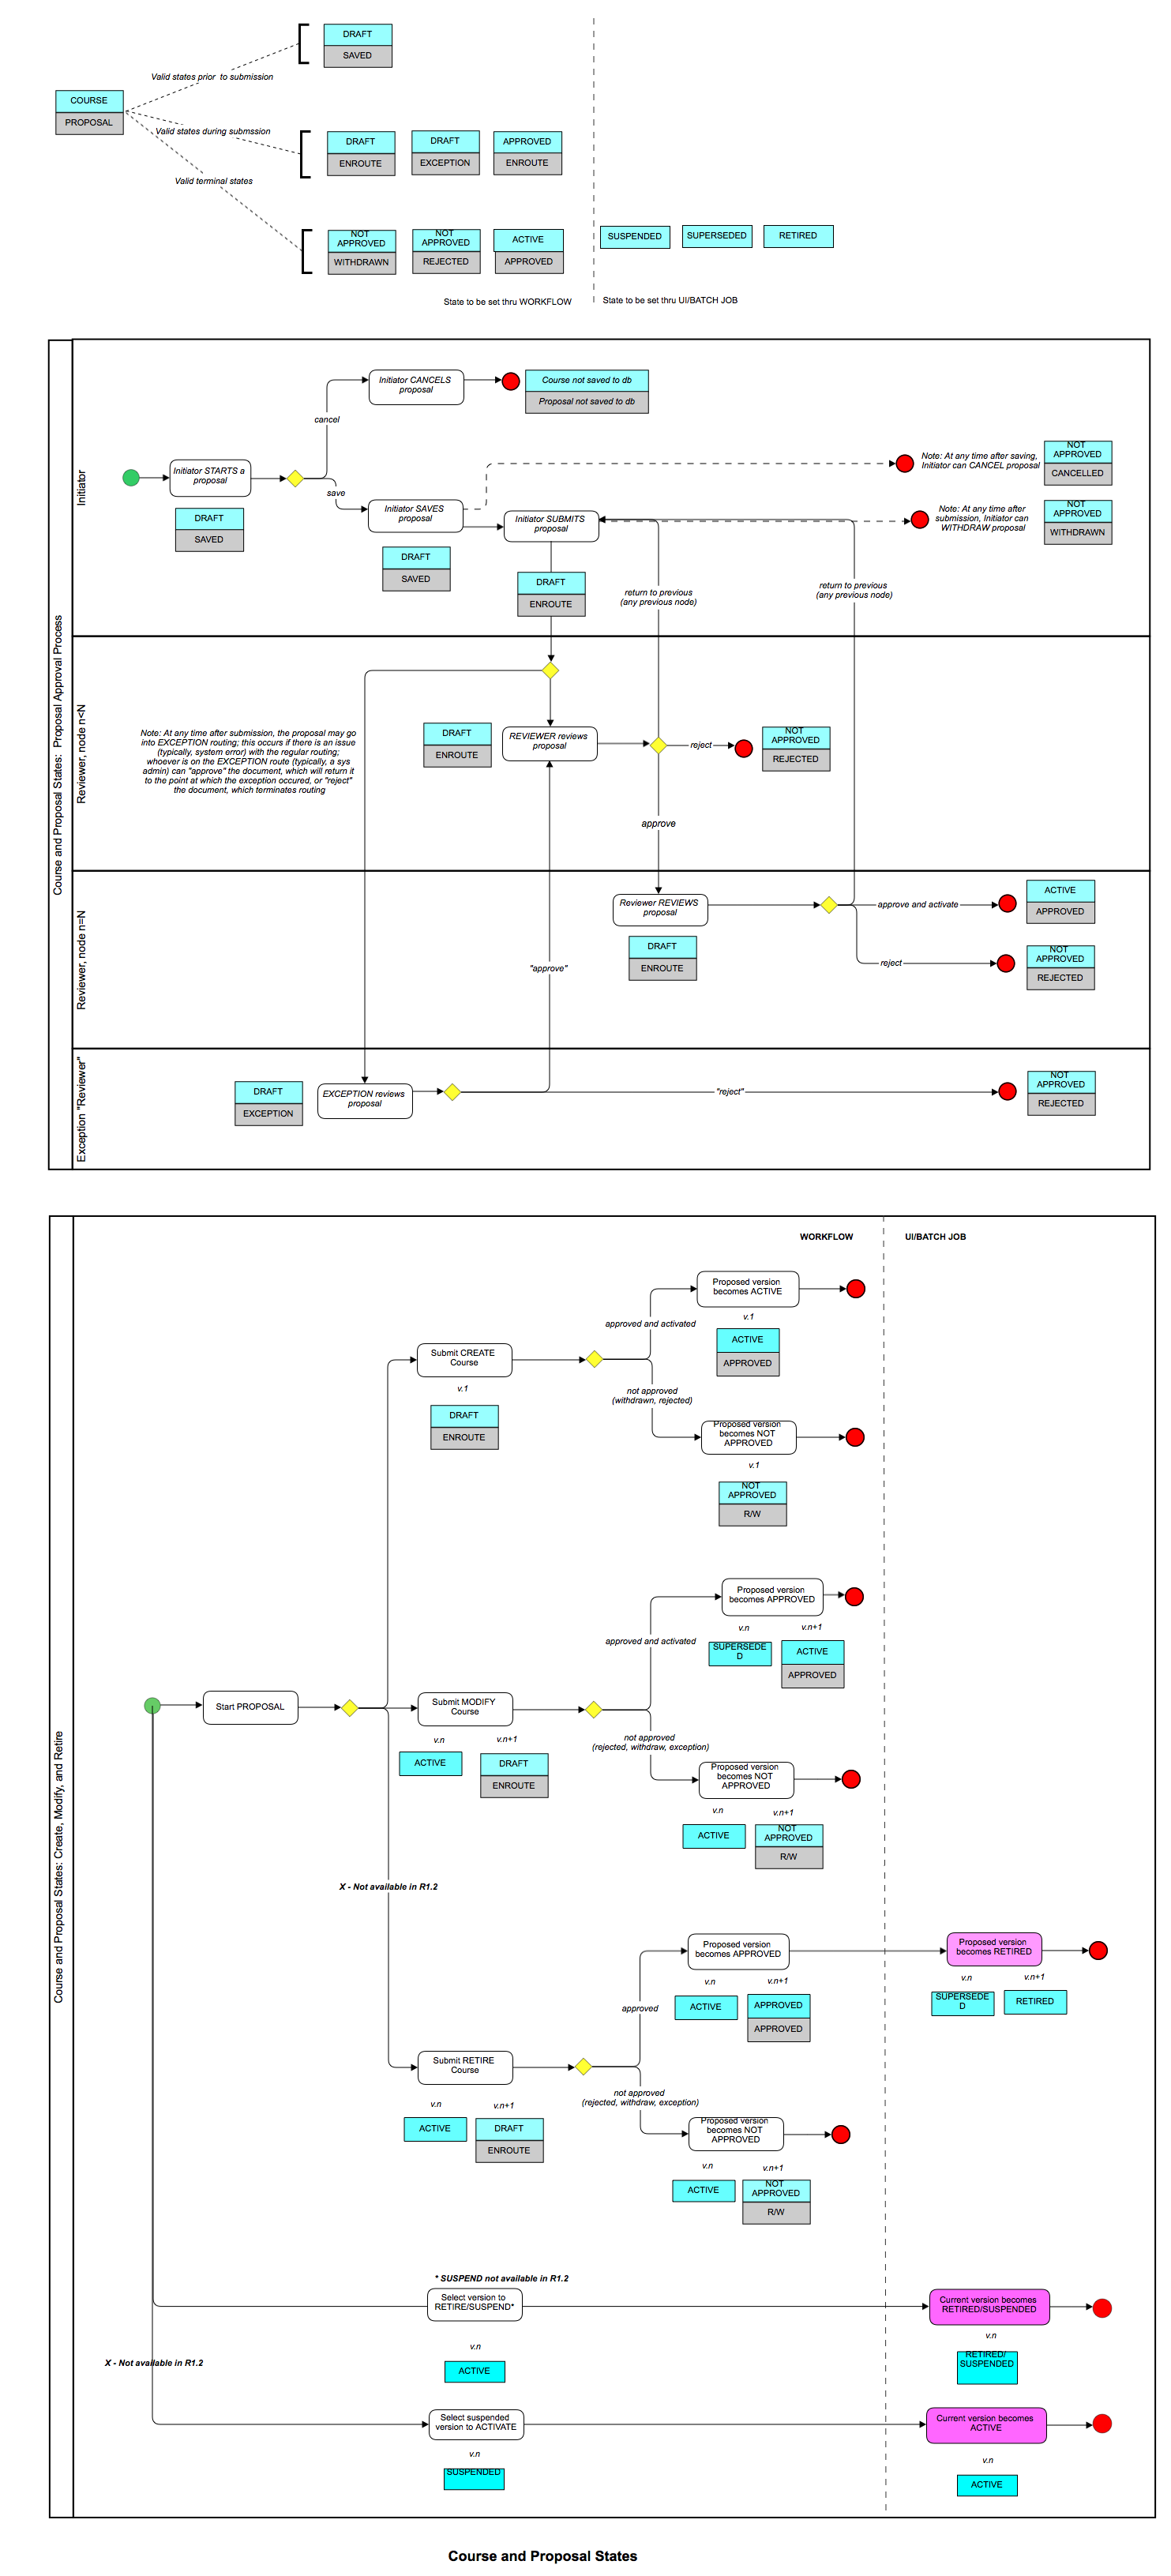 DRAFT
SAVED
Valid states prior to submission
COURSE
PROPOSAL
Valid states during submssion
DRAFT
ENROUTE
DRAFT
EXCEPTION
APPROVED
ENROUTE
Valid terminal states
NOT
APPROVED
WITHDRAWN
NOT
APPROVED
REJECTED
ACTIVE
APPROVED
SUSPENDED
SUPERSEDED
RETIRED
State to be set thru WORKFLOW
State to be set thru UI/BATCH JOB
Course and Proposal States: Proposal Approval Process
Initiator
Initiator CANCELS
proposal
Course not saved to db
Proposal not saved to db
cancel
Initiator STARTS a
proposal
DRAFT
SAVED
save
Initiator SAVES
proposal
DRAFT
SAVED
Initiator SUBMITS
proposal
DRAFT
ENROUTE
Note: At any time after saving,
Initiator can CANCEL proposal
NOT
APPROVED
CANCELLED
Note: At any time after
submission, Initiator can
WITHDRAW proposal
NOT
APPROVED
WITHDRAWN
return to previous
(any previous node)
return to previous
(any previous node)
Reviewer, node n<N
Note: At any time after submission, the proposal may go
into EXCEPTION routing; this occurs if there is an issue
(typically, system error) with the regular routing;
whoever is on the EXCEPTION route (typically, a sys
admin) can "approve" the document, which will return it
to the point at which the exception occured, or "reject"
the document, which terminates routing
DRAFT
ENROUTE
REVIEWER reviews
proposal
reject
NOT
APPROVED
REJECTED
approve
Reviewer, node n=N
Reviewer REVIEWS
proposal
DRAFT
ENROUTE
approve and activate
ACTIVE
APPROVED
reject
NOT
APPROVED
REJECTED
"approve"
Exception "Reviewer"
DRAFT
EXCEPTION
EXCEPTION reviews
proposal
"reject"
NOT
APPROVED
REJECTED
Course and Proposal States: Create, Modify, and Retire
WORKFLOW
UI/BATCH JOB
Proposed version
becomes ACTIVE
v.1
ACTIVE
APPROVED
approved and activated
Submit CREATE
Course
v.1
DRAFT
ENROUTE
not approved
(withdrawn, rejected)
Proposed version
becomes NOT
APPROVED
v.1
NOT
APPROVED
R/W
Proposed version
becomes APPROVED
v.n
v.n+1
SUPERSEDE
D
ACTIVE
APPROVED
approved and activated
Start PROPOSAL
Submit MODIFY
Course
v.n
v.n+1
ACTIVE
DRAFT
ENROUTE
not approved
(rejected, withdraw, exception)
Proposed version
becomes NOT
APPROVED
v.n
v.n+1
ACTIVE
NOT
APPROVED
R/W
X - Not available in R1.2
Proposed version
becomes APPROVED
v.n
v.n+1
ACTIVE
APPROVED
APPROVED
Proposed version
becomes RETIRED
v.n
v.n+1
SUPERSEDE
D
RETIRED
approved
Submit RETIRE
Course
v.n
v.n+1
ACTIVE
DRAFT
ENROUTE
not approved
(rejected, withdraw, exception)
Proposed version
becomes NOT
APPROVED
v.n
v.n+1
ACTIVE
NOT
APPROVED
R/W
* SUSPEND not available in R1.2
Select version to
RETIRE/SUSPEND*
v.n
ACTIVE
Current version becomes
RETIRED/SUSPENDED
v.n
RETIRED/
SUSPENDED
X - Not available in R1.2
Select suspended
version to ACTIVATE
v.n
SUSPENDED
Current version becomes
ACTIVE
v.n
ACTIVE
Course and Proposal States